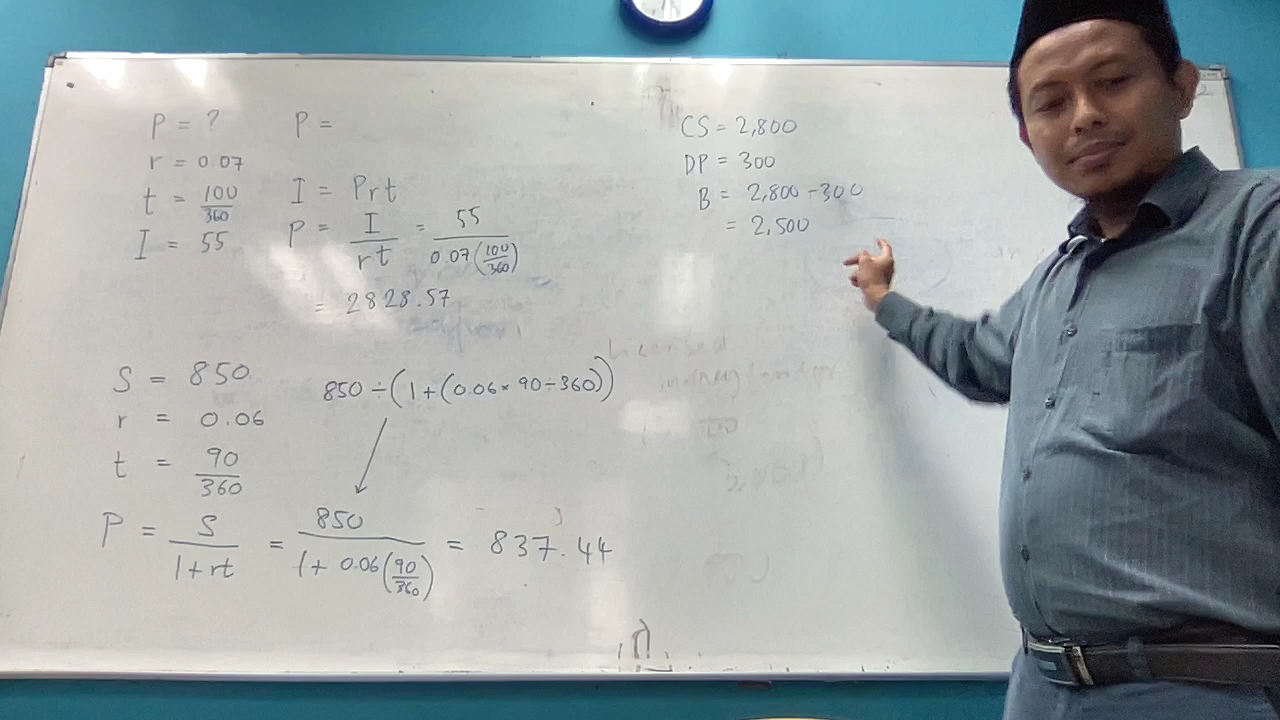 P = ?
r = 0.07
t = 100/360
I = 55
P =
I = Prt
P = I/rt = 55/0.07(100/360)
= 2828.57
S = 850
r = 0.06
t = 90/360
850 ÷ (1 + (0.06 × 90 ÷ 360))
P = S/1+rt = 850/1+ 0.06(90/360) = 837.44
CS = 2,800
DP = 300
B = 2,800 - 300
= 2,500